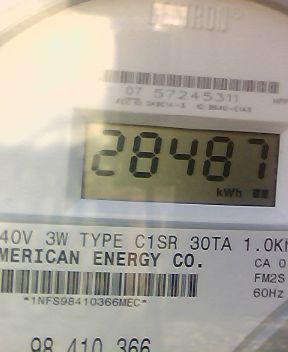 CENTRON®
07 57245311
28487
kWh
40V 3W TYPE C1SR 30TA 1.0K
MERICAN ENERGY CO.
CA 0
FM2S
60Hz
*1NFS98410366MEC*
98 410 366